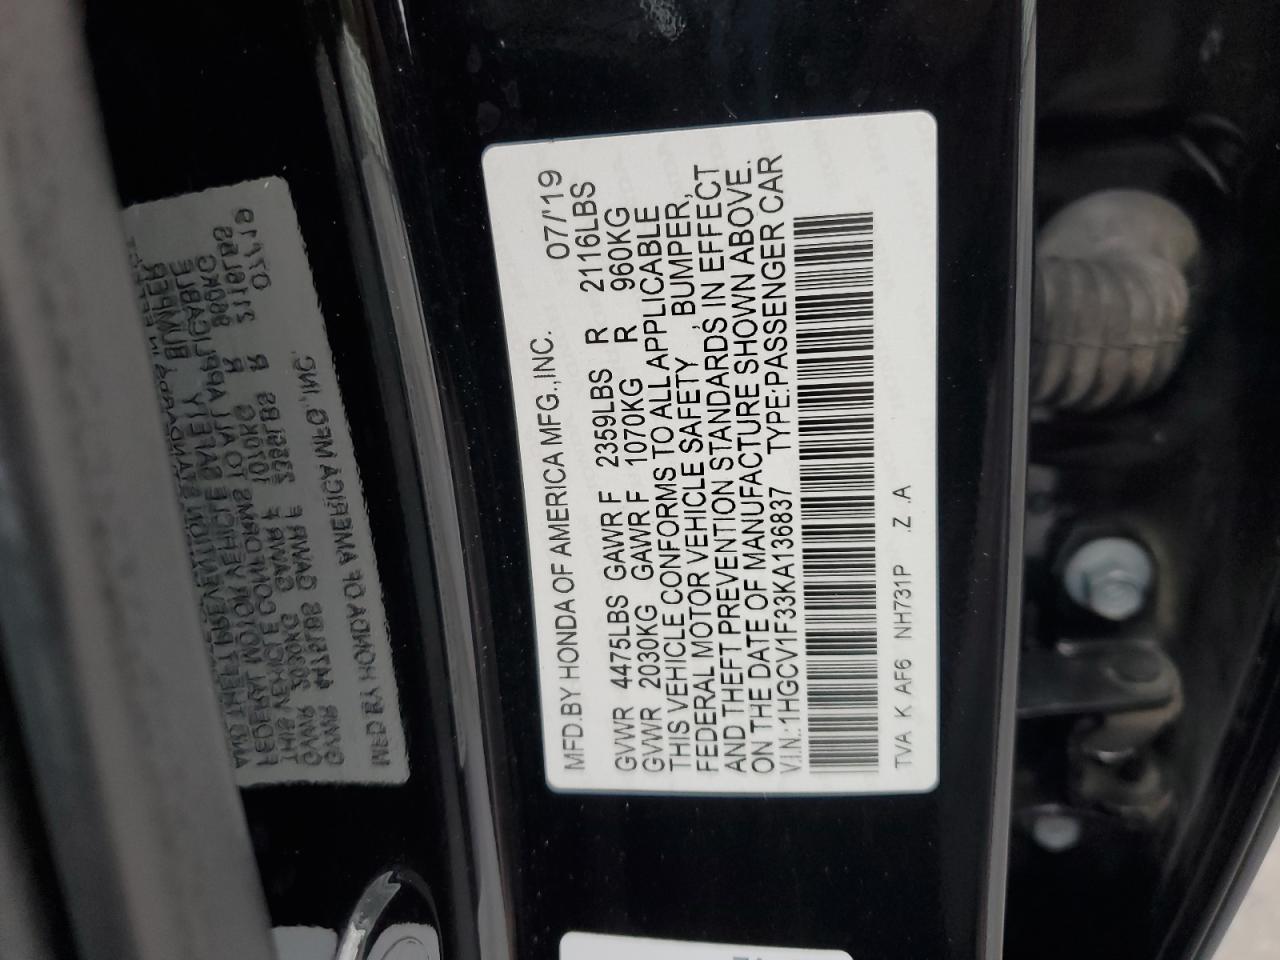 MFD.BY HONDA OF AMERICA MFG.,INC. 07/'19
GVWR 4475LBS GAWR F 2359LBS R 2116LBS
GVWR 2030KG GAWR F 1070KG R 960KG
THIS VEHICLE CONFORMS TO ALL APPLICABLE
FEDERAL MOTOR VEHICLE SAFETY , BUMPER,
AND THEFT PREVENTION STANDARDS IN EFFECT
ON THE DATE OF MANUFACTURE SHOWN ABOVE.
V.I.N.:1HGCV1F33KA136837 TYPE:PASSENGER CAR
TVA K AF6 NH731P .Z .A